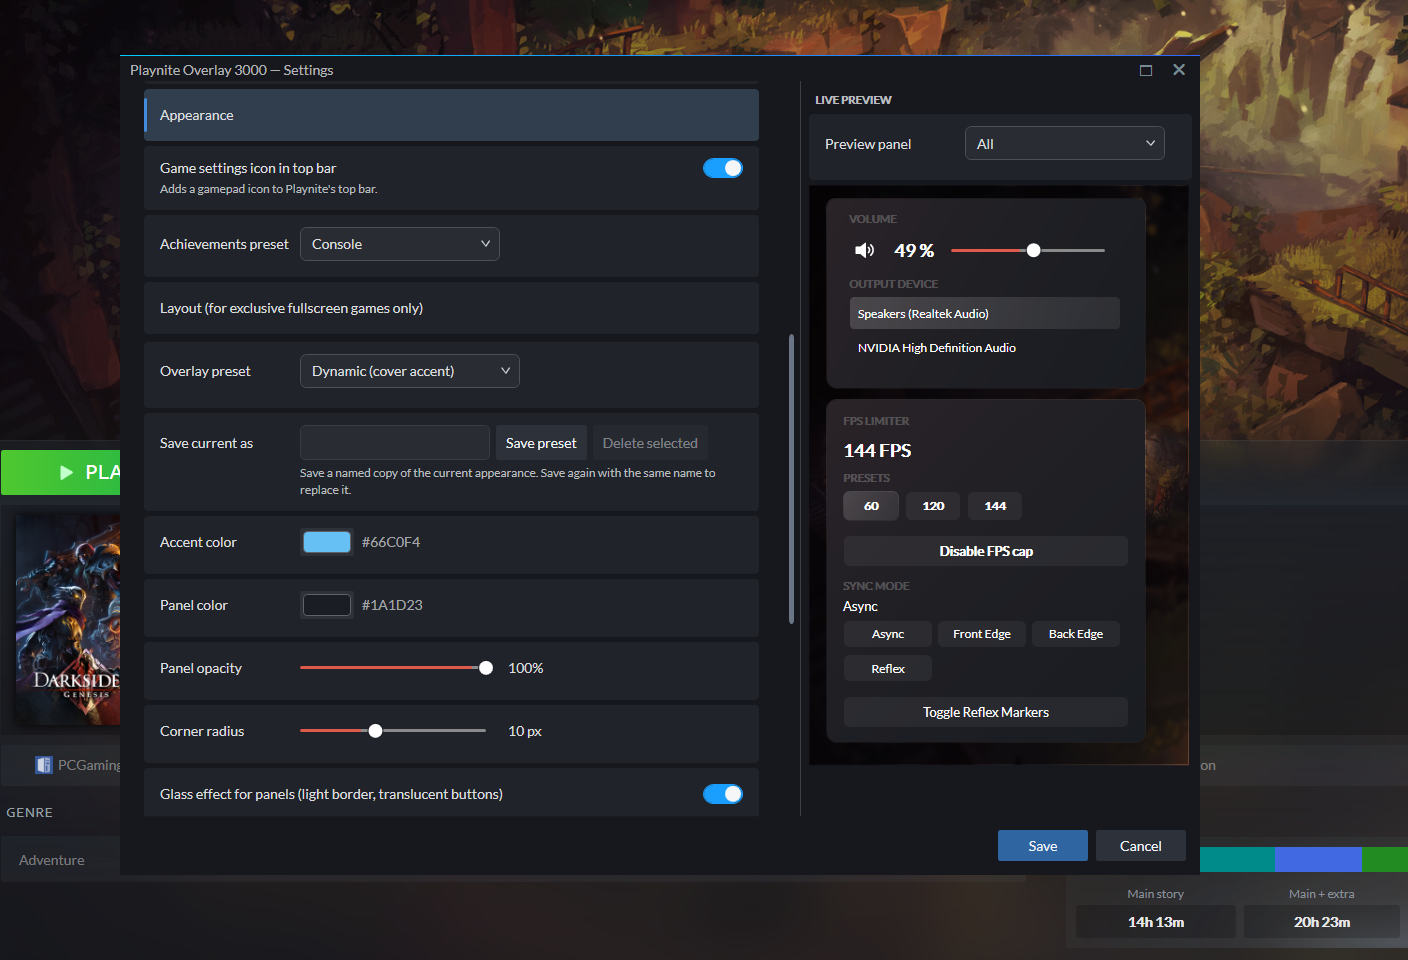 Playnite Overlay 3000 — Settings
Appearance
Game settings icon in top bar
Adds a gamepad icon to Playnite's top bar.
Achievements preset
Console
Layout (for exclusive fullscreen games only)
Overlay preset
Dynamic (cover accent)
Save current as
Save preset
Delete selected
Save a named copy of the current appearance. Save again with the same name to
replace it.
Accent color
#66C0F4
Panel color
#1A1D23
Panel opacity
100%
Corner radius
10 px
Glass effect for panels (light border, translucent buttons)
LIVE PREVIEW
Preview panel
All
VOLUME
49 %
OUTPUT DEVICE
Speakers (Realtek Audio)
NVIDIA High Definition Audio
FPS LIMITER
144 FPS
PRESETS
60
120
144
Disable FPS cap
SYNC MODE
Async
Async
Front Edge
Back Edge
Reflex
Toggle Reflex Markers
Save
Cancel
PLA
DARKSIDE
GENESIS
PCGaming
GENRE
Adventure
on
Main story
14h 13m
Main + extra
20h 23m